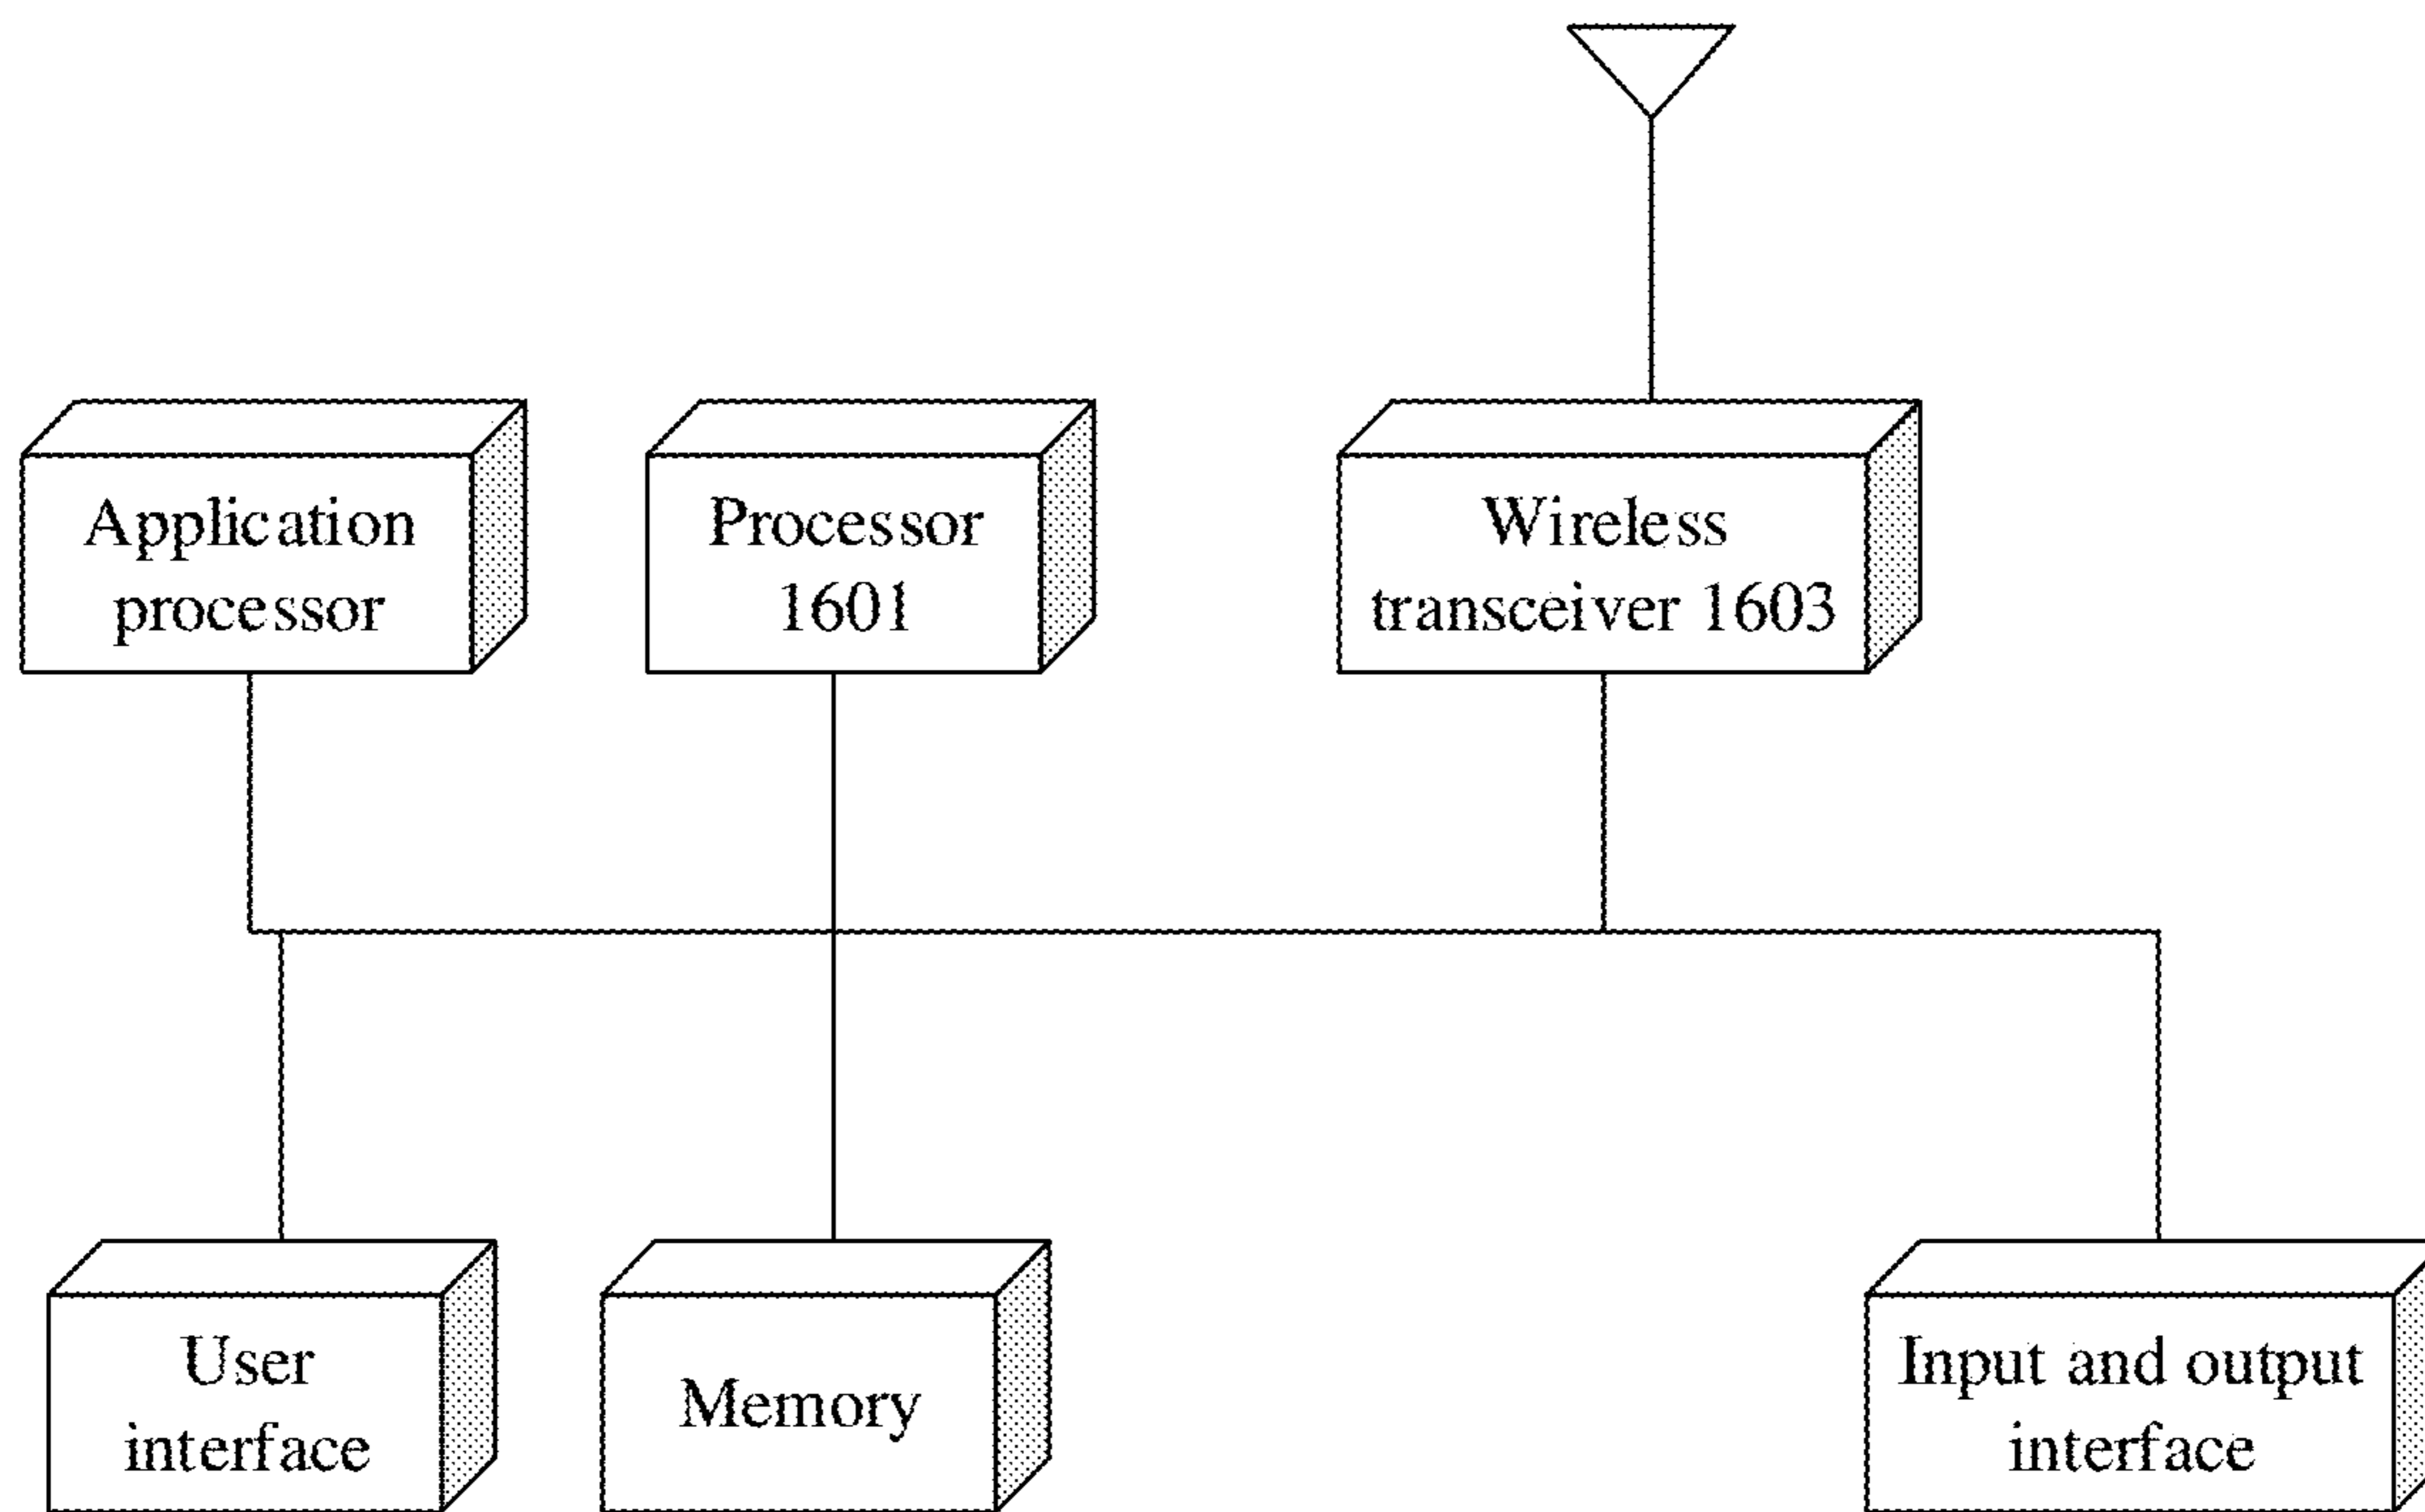 Application
processor
Processor
1601
Wireless
transceiver 1603
User
interface
Memory
Input and output
interface